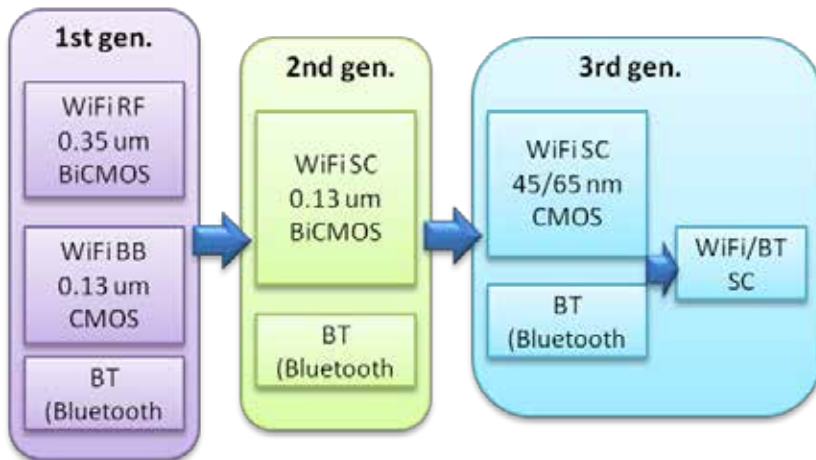 1st gen.
WiFi RF
0.35 um
BiCMOS
WiFi BB
0.13 um
CMOS
BT
(Bluetooth
2nd gen.
WiFi SC
0.13 um
BiCMOS
BT
(Bluetooth
3rd gen.
WiFi SC
45/65 nm
CMOS
BT
(Bluetooth
WiFi/BT
SC